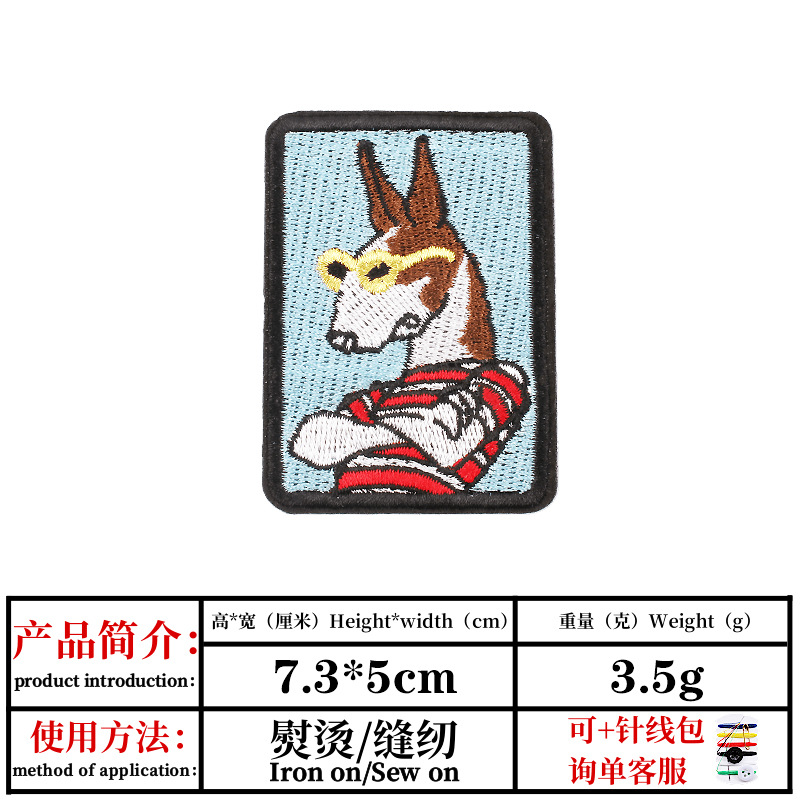 产品简介：
product introduction：
高*宽（厘米）Height*width（cm）
重量（克）Weight（g）
7.3*5cm
3.5g
使用方法：
method of application：
熨烫/缝纫
Iron on/Sew on
可+针线包
询单客服